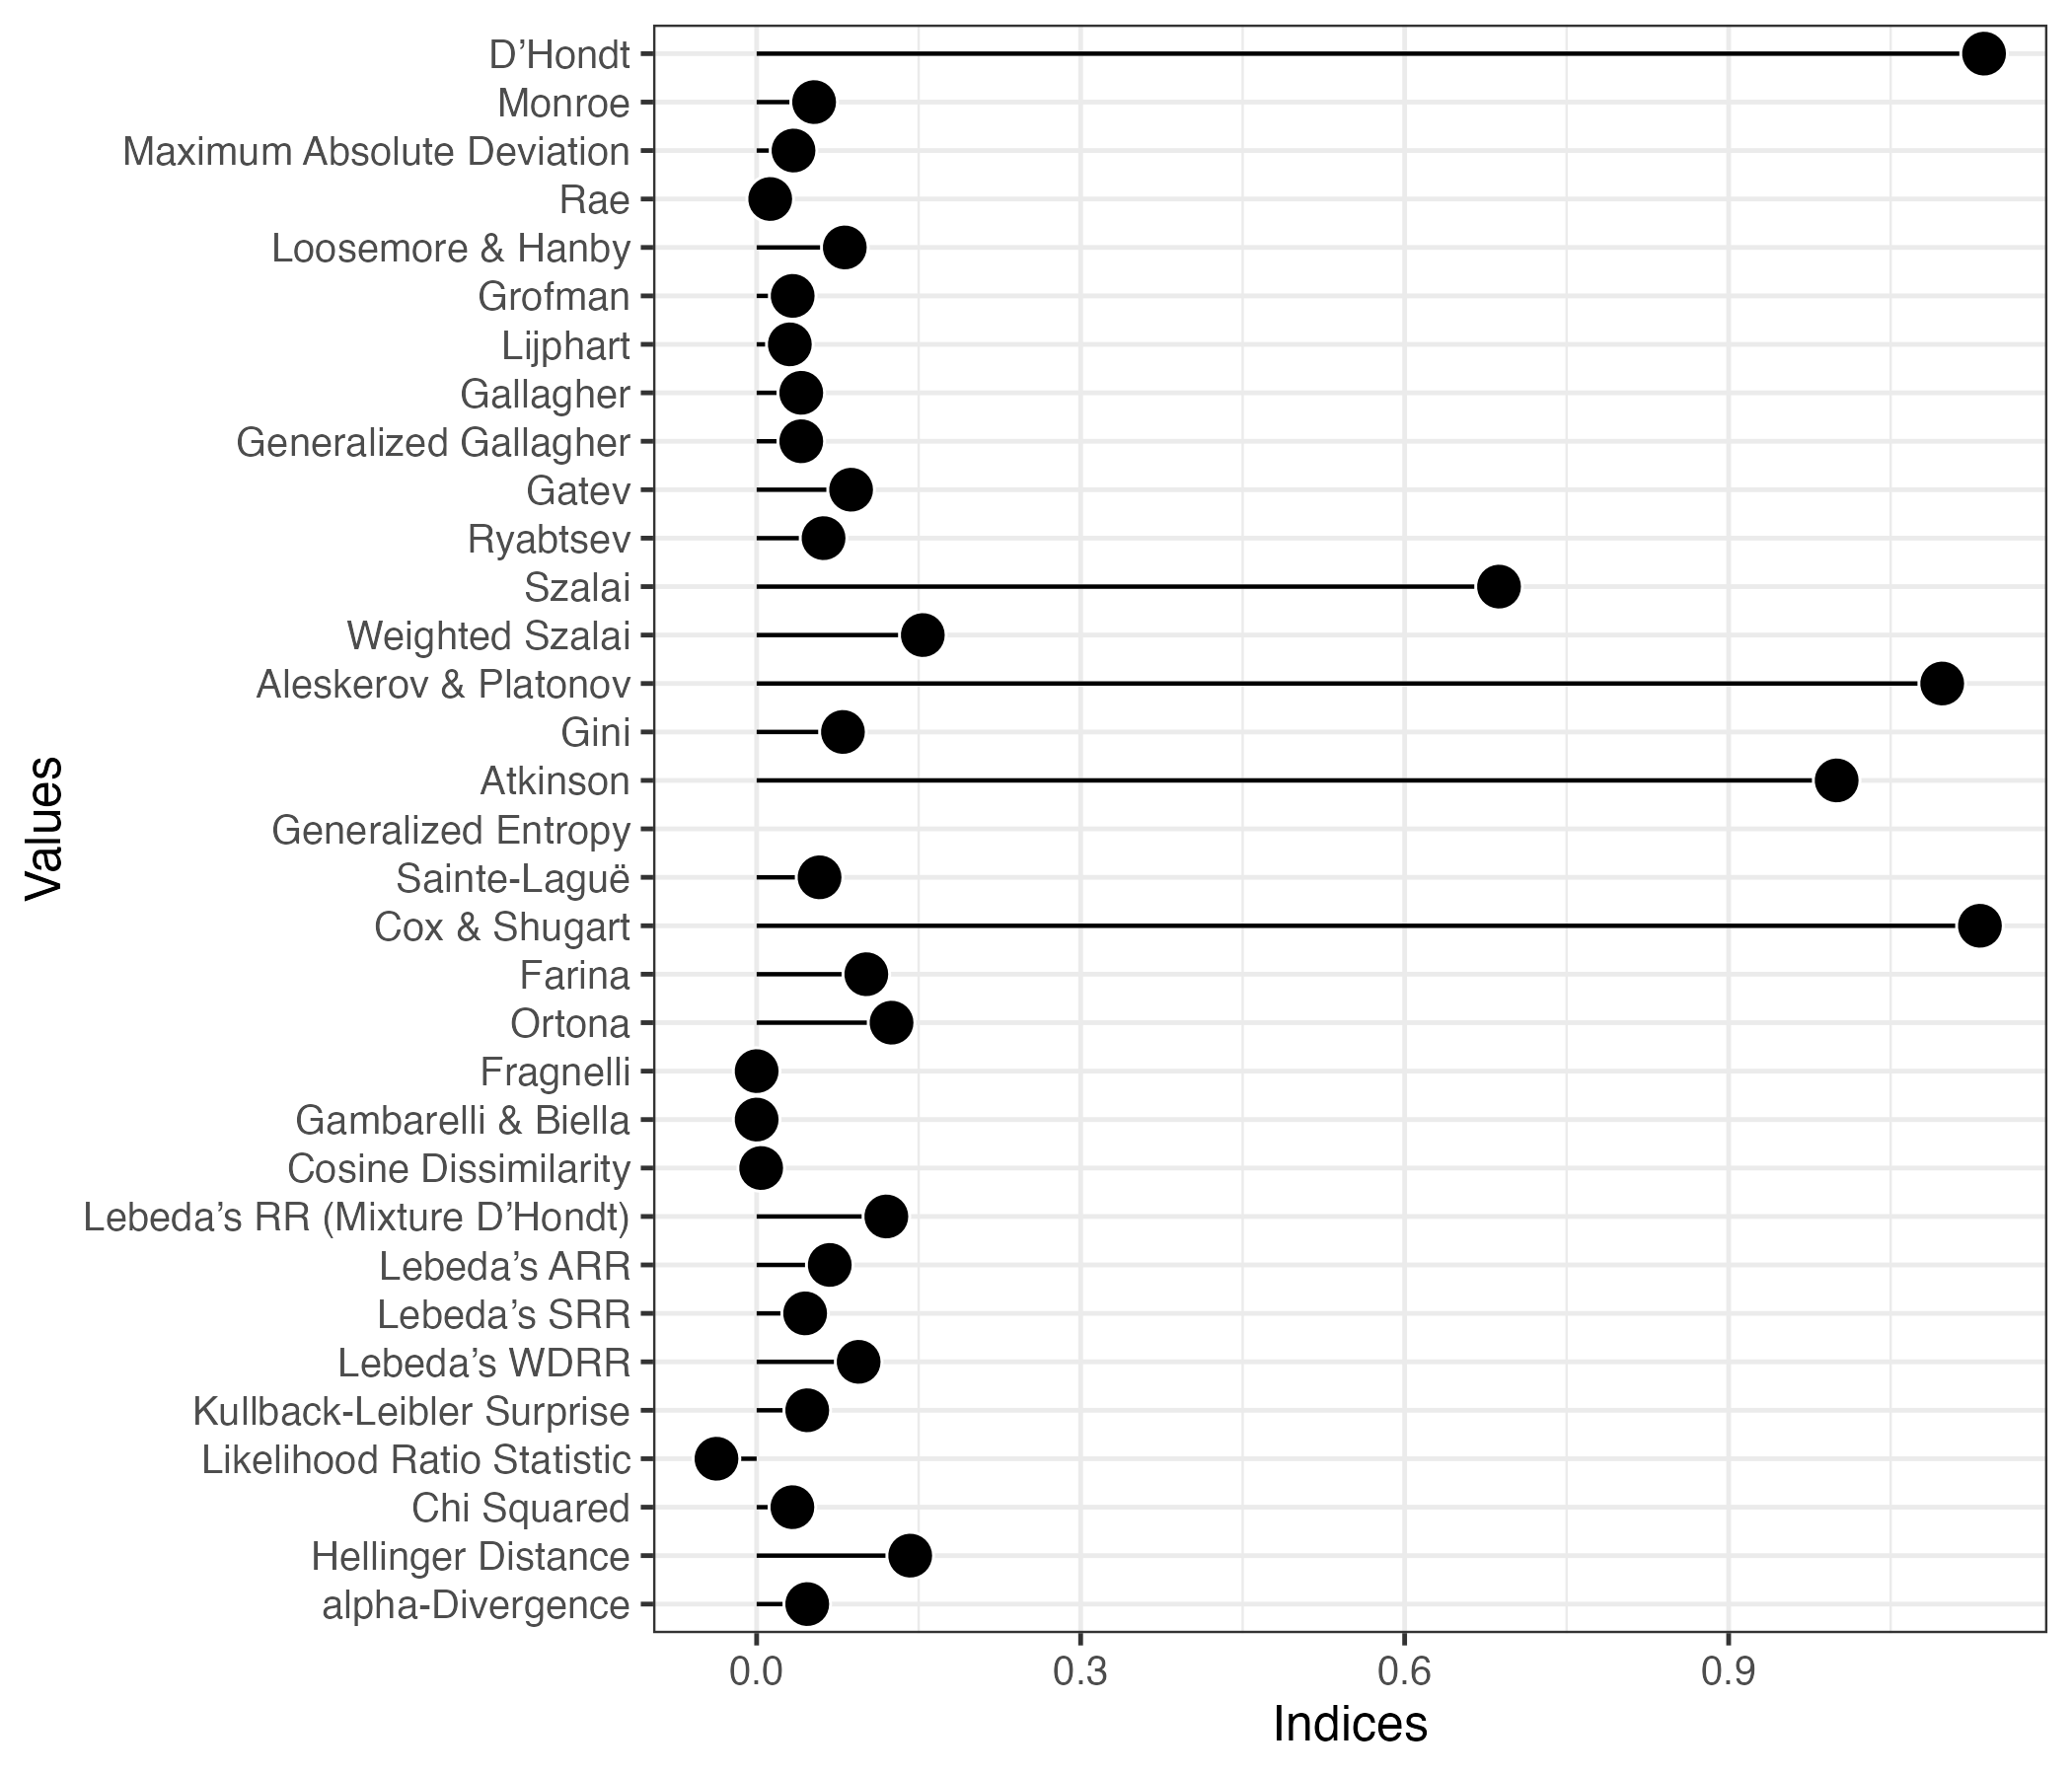 D’Hondt
Monroe
Maximum Absolute Deviation
Rae
Loosemore & Hanby
Grofman
Lijphart
Gallagher
Generalized Gallagher
Gatev
Ryabtsev
Szalai
Weighted Szalai
Aleskerov & Platonov
Gini
Atkinson
Generalized Entropy
Sainte-Laguë
Cox & Shugart
Farina
Ortona
Fragnelli
Gambarelli & Biella
Cosine Dissimilarity
Lebeda’s RR (Mixture D’Hondt)
Lebeda’s ARR
Lebeda’s SRR
Lebeda’s WDRR
Kullback-Leibler Surprise
Likelihood Ratio Statistic
Chi Squared
Hellinger Distance
alpha-Divergence
Values
0.0 0.3 0.6 0.9
Indices